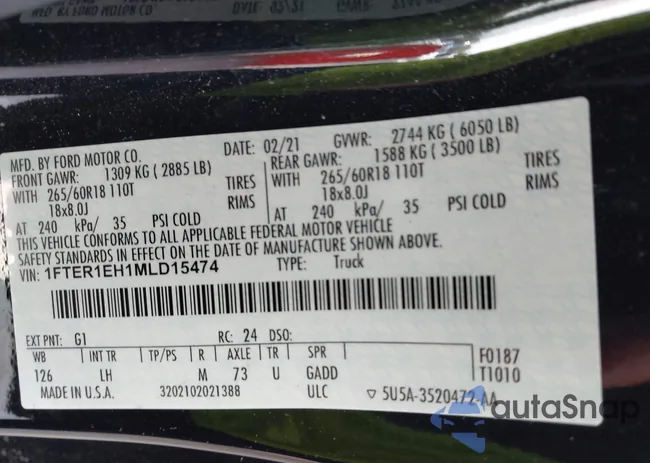 MFD. BY FORD MOTOR CO. DATE: 02/21 GVWR: 2744 KG ( 6050 LB)
FRONT GAWR: 1309 KG ( 2885 LB) REAR GAWR: 1588 KG ( 3500 LB)
WITH 265/60R18 110T TIRES WITH 265/60R18 110T TIRES
18x8.0J RIMS 18x8.0J RIMS
AT 240 kPa/ 35 PSI COLD AT 240 kPa/ 35 PSI COLD
THIS VEHICLE CONFORMS TO ALL APPLICABLE FEDERAL MOTOR VEHICLE
SAFETY STANDARDS IN EFFECT ON THE DATE OF MANUFACTURE SHOWN ABOVE.
VIN: 1FTER1EH1MLD15474 TYPE: Truck
EXT PNT: G1 RC: 24 DSO:
WB INT TR TP/PS R AXLE TR SPR F0187
126 LH M 73 U GADD T1010
MADE IN U.S.A. 3202102021388 ULC 5U5A-3520472-AA
autoSnap